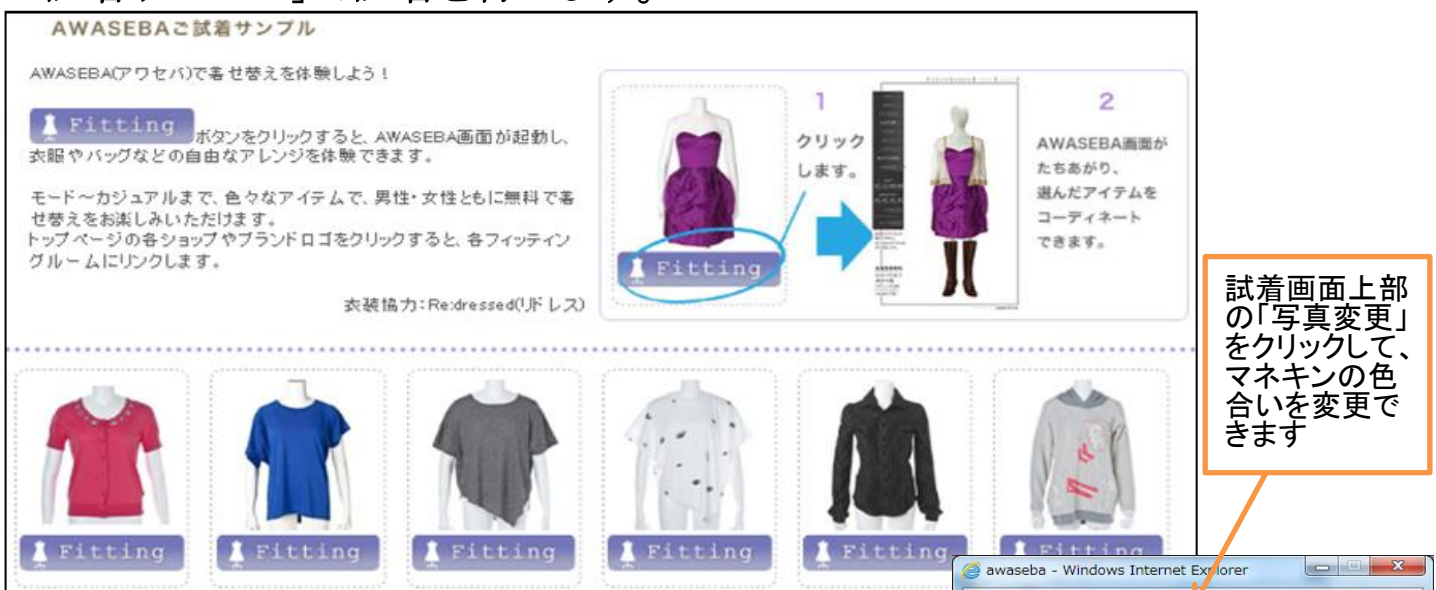 AWASEBAご試着サンプル
AWASEBA(アワセバ)で着せ替えを体験しよう！
Fitting ボタンをクリックすると、AWASEBA画面が起動し、
衣服やバッグなどの自由なアレンジを体験できます。
モード～カジュアルまで、色々なアイテムで、男性・女性ともに無料で着
せ替えをお楽しみいただけます。
トップページの各ショップやブランドロゴをクリックすると、各フィッティン
グルームにリンクします。
衣装協力：Re:dressed(リドレス)
Fitting
1
クリック
します。
2
AWASEBA画面が
たちあがり、
選んだアイテムを
コーディネート
できます。
試着画面上部
の「写真変更」
をクリックして、
マネキンの色
合いを変更で
きます
Fitting
Fitting
Fitting
Fitting
Fitting
Fitting
awaseba - Windows Internet Explorer